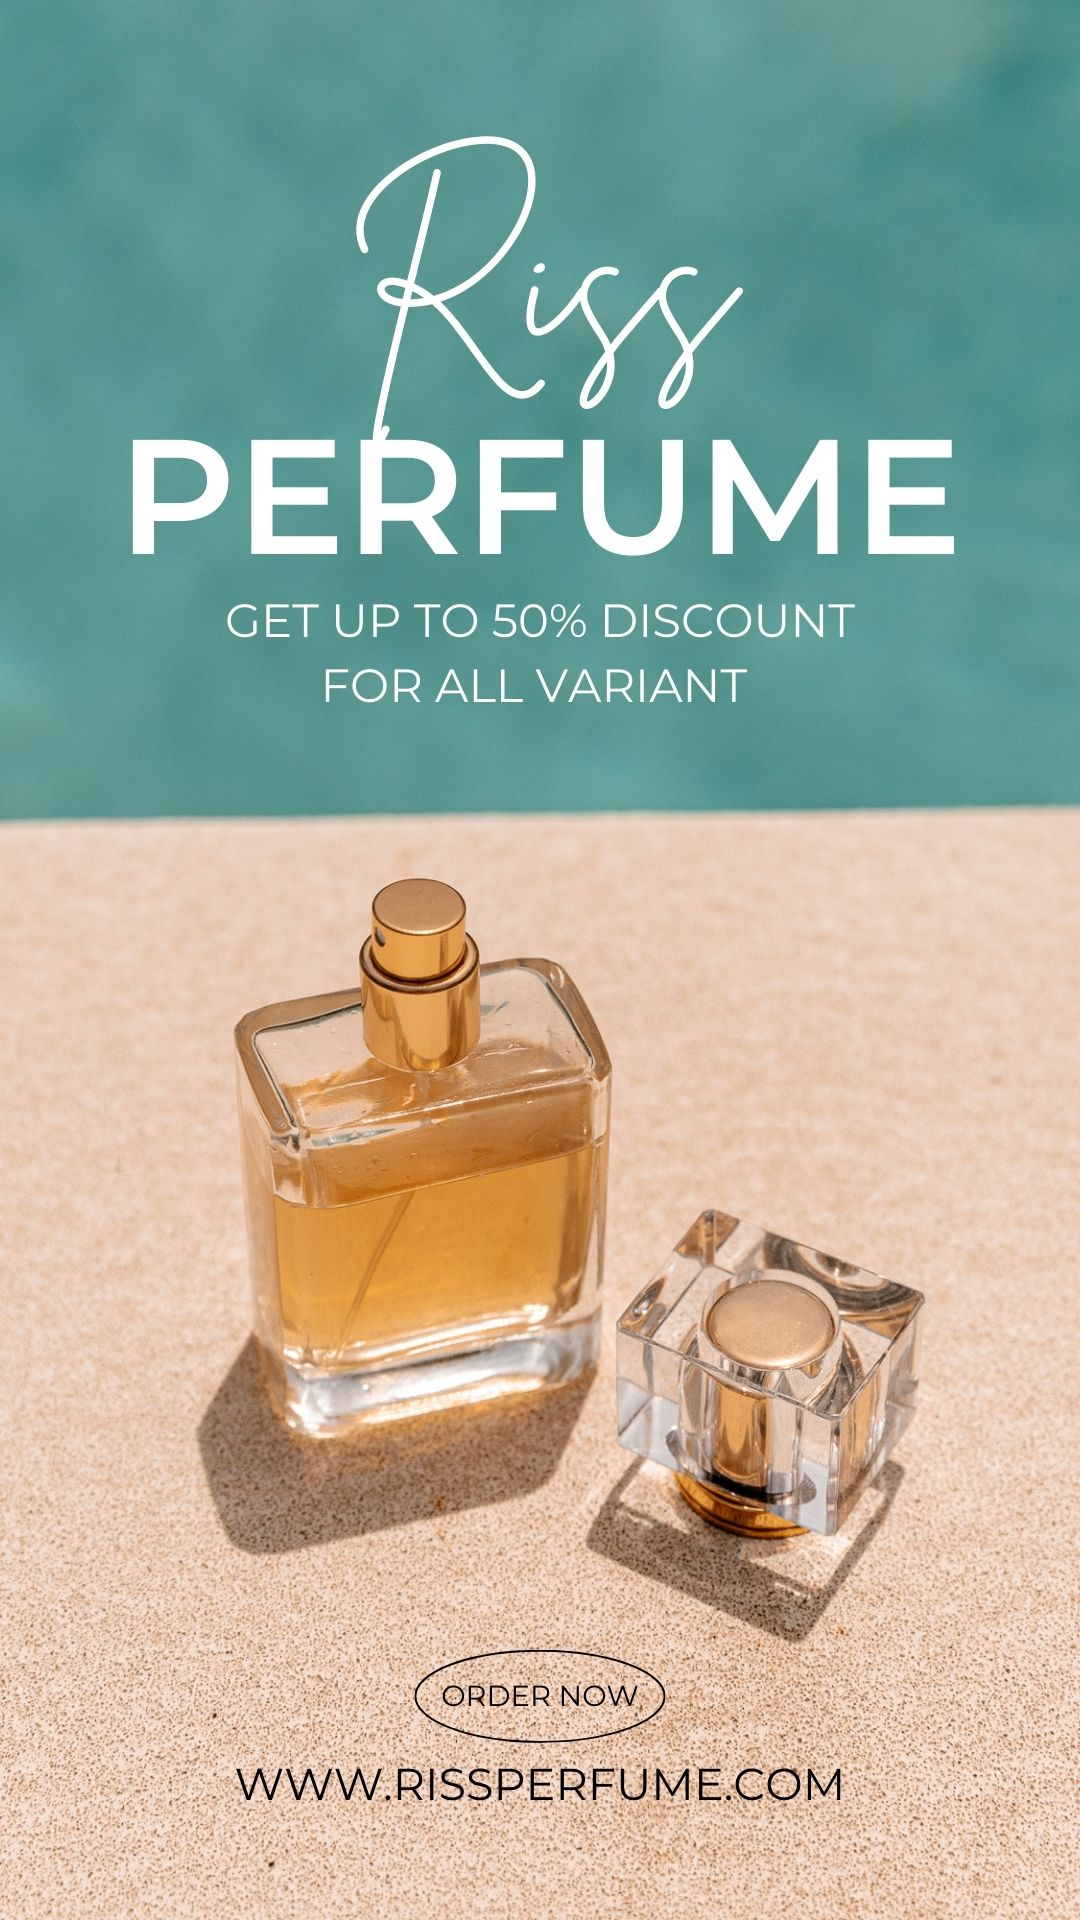 Riss
PERFUME
GET UP TO 50% DISCOUNT
FOR ALL VARIANT
ORDER NOW
WWW.RISSPERFUME.COM